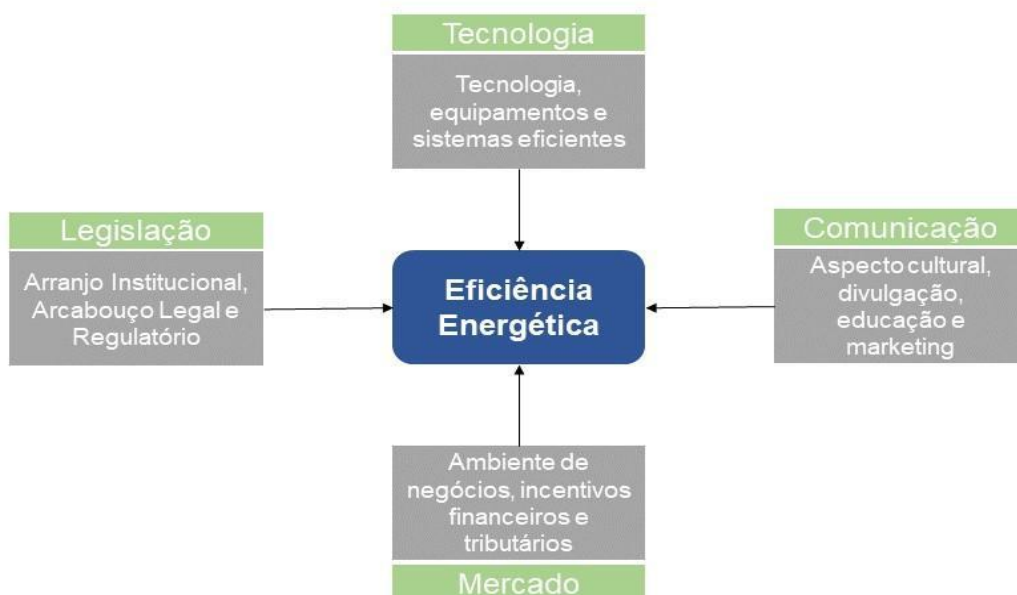 Tecnologia
Tecnologia,
equipamentos e
sistemas eficientes
Legislação
Arranjo Institucional,
Arcabouço Legal e
Regulatório
Eficiência
Energética
Comunicação
Aspecto cultural,
divulgação,
educação e
marketing
Ambiente de
negócios, incentivos
financeiros e
tributários
Mercado